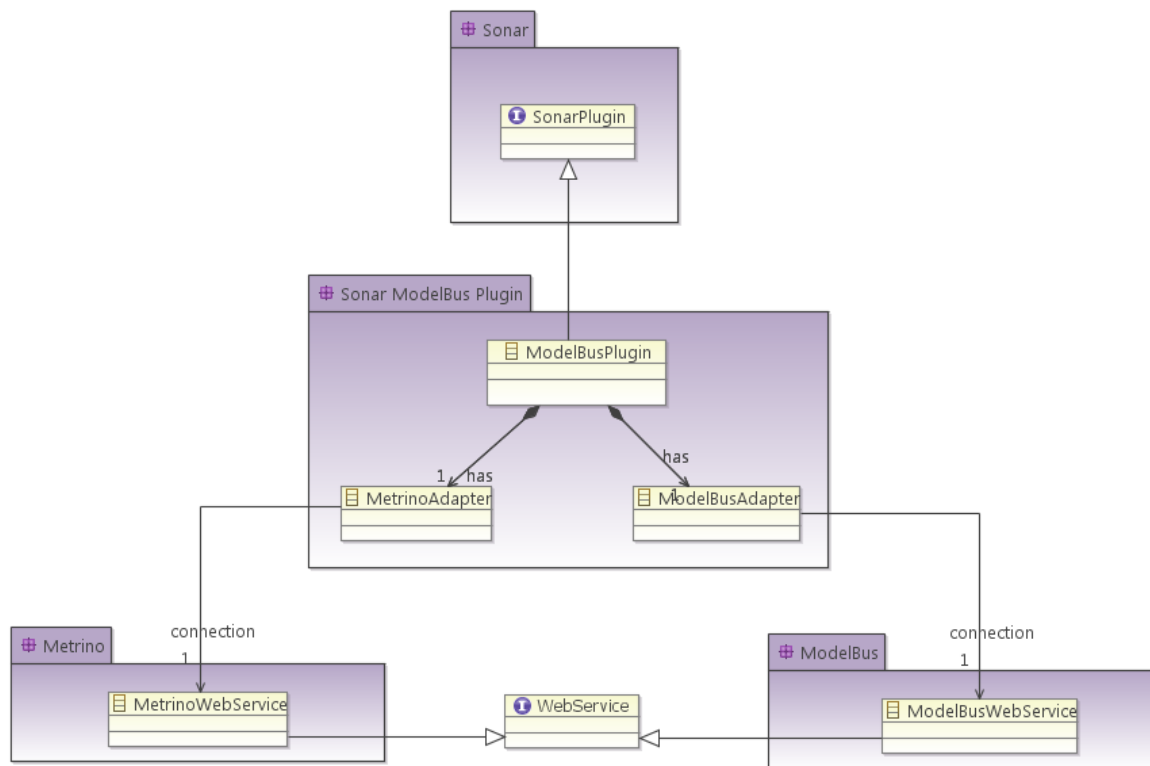 Sonar
I SonarPlugin
Sonar ModelBus Plugin
ModelBusPlugin
has
1 has
1
MetrinoAdapter
ModelBusAdapter
connection
1
connection
1
Metrino
ModelBus
MetrinoWebService
I WebService
ModelBusWebService